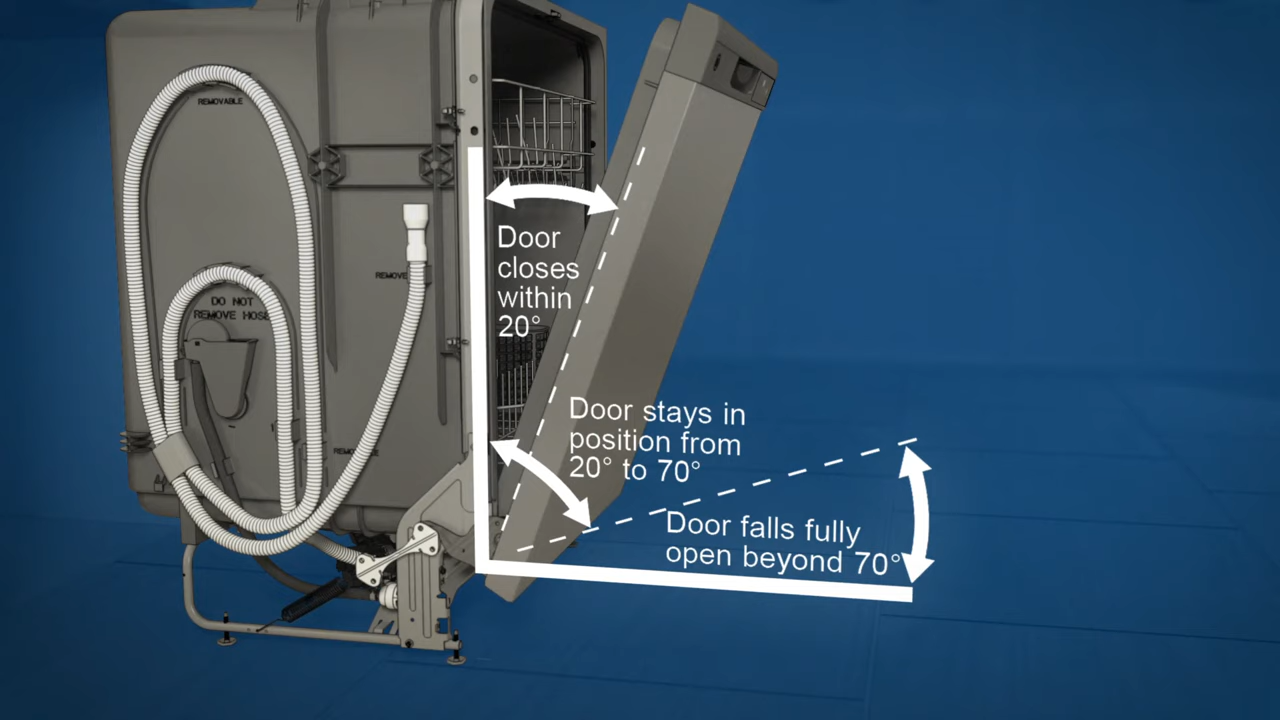 REMOVABLE
Door
closes
within
20°
REMOVE
DO NOT
REMOVE HOSE
Door stays in
position from
20° to 70°
Door falls fully
open beyond 70°